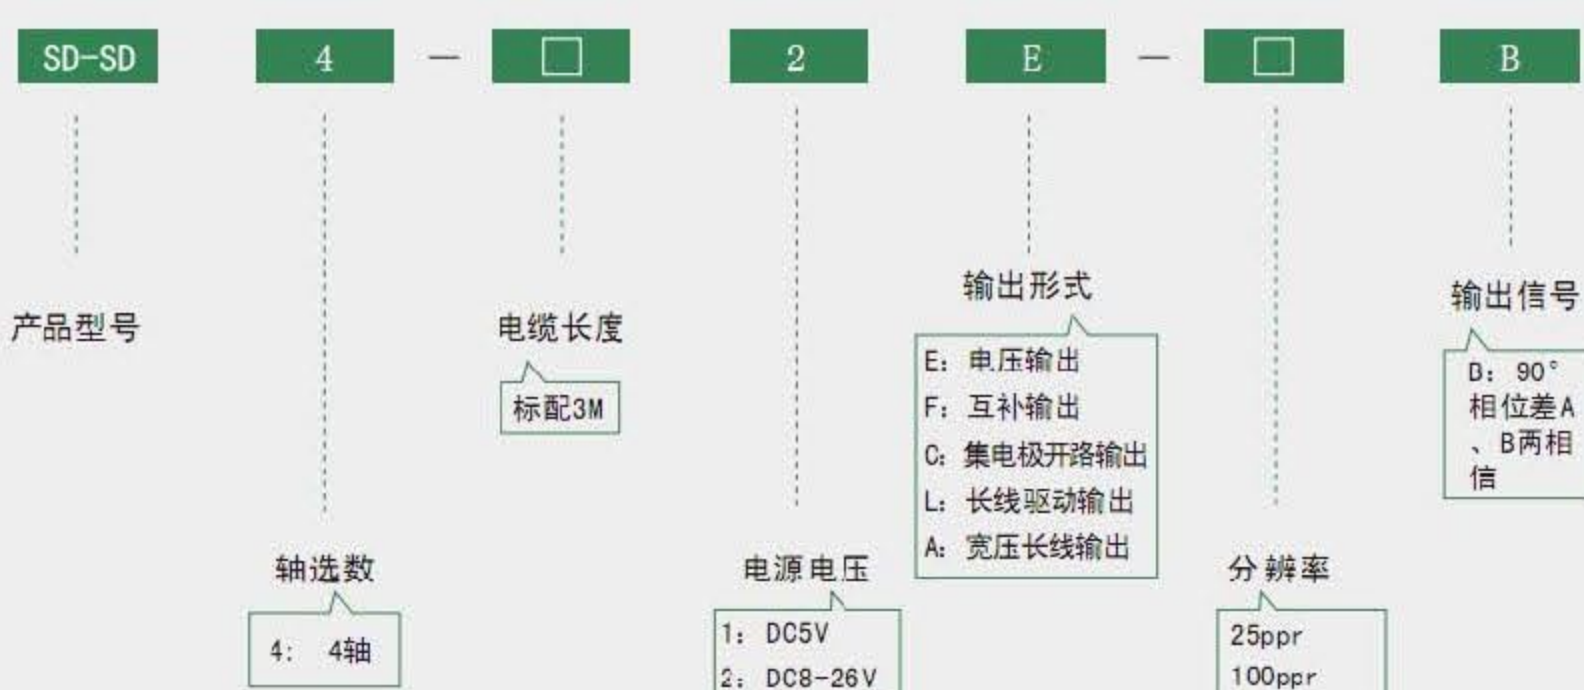 SD-SD 4 — □ 2 E — □ B
产品型号
轴选数
4: 4轴
电缆长度
标配3M
电源电压
1: DC5V
2: DC8-26V
输出形式
E: 电压输出
F: 互补输出
C: 集电极开路输出
L: 长线驱动输出
A: 宽压长线输出
分辨率
25ppr
100ppr
输出信号
B: 90°
相位差A
、B两相
信